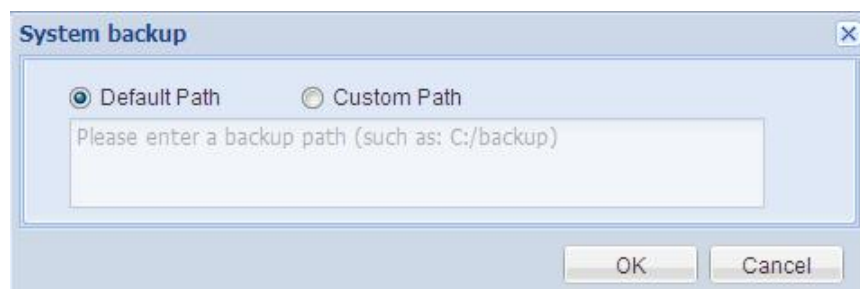 System backup
Default Path Custom Path
Please enter a backup path (such as: C:/backup)
OK Cancel